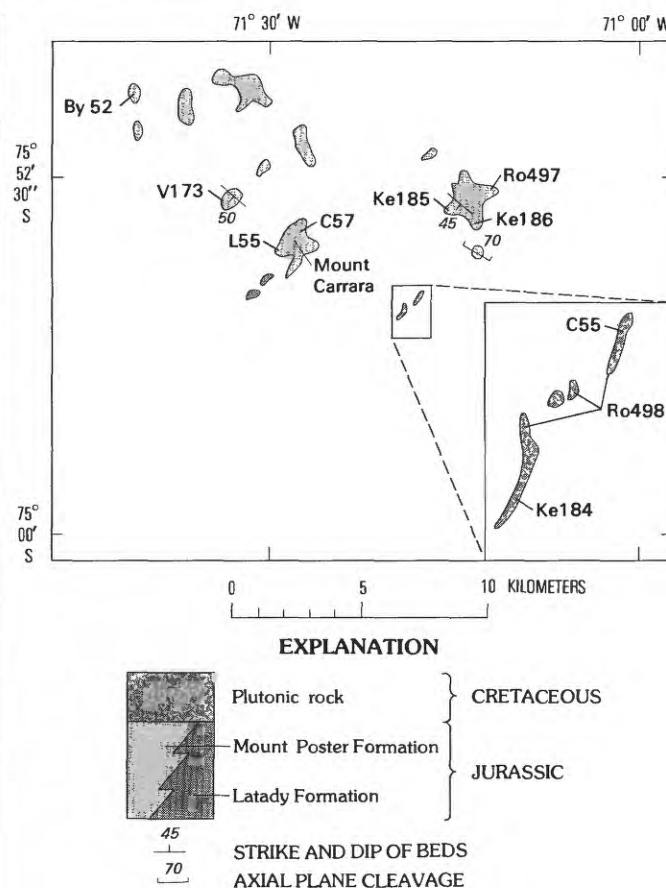 71° 30′ W
71° 00′ W
By 52
75°
52′
30″
S
V173
50
L55
C57
Mount
Carrara
Ro497
Ke185
45
Ke186
70
C55
Ro498
Ke184
75°
00′
S
0 5 10 KILOMETERS
EXPLANATION
Plutonic rock
CRETACEOUS
Mount Poster Formation
JURASSIC
Latady Formation
45
STRIKE AND DIP OF BEDS
70
AXIAL PLANE CLEAVAGE